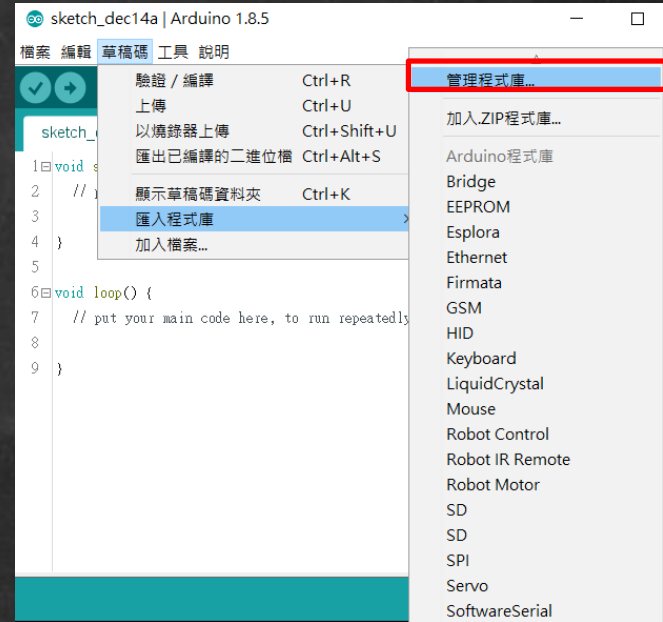 sketch_dec14a | Arduino 1.8.5
檔案 編輯 草稿碼 工具 說明
驗證 / 編譯 Ctrl+R
上傳 Ctrl+U
以燒錄器上傳 Ctrl+Shift+U
匯出已編譯的二進位檔 Ctrl+Alt+S
顯示草稿碼資料夾 Ctrl+K
匯入程式庫
加入檔案...
管理程式庫...
加入.ZIP程式庫...
Arduino程式庫
Bridge
EEPROM
Esplora
Ethernet
Firmata
GSM
HID
Keyboard
LiquidCrystal
Mouse
Robot Control
Robot IR Remote
Robot Motor
SD
SD
SPI
Servo
SoftwareSerial
sketch_
1 void s
2 //
3
4 }
5
6 void loop() {
7 // put your main code here, to run repeatedly
8
9 }